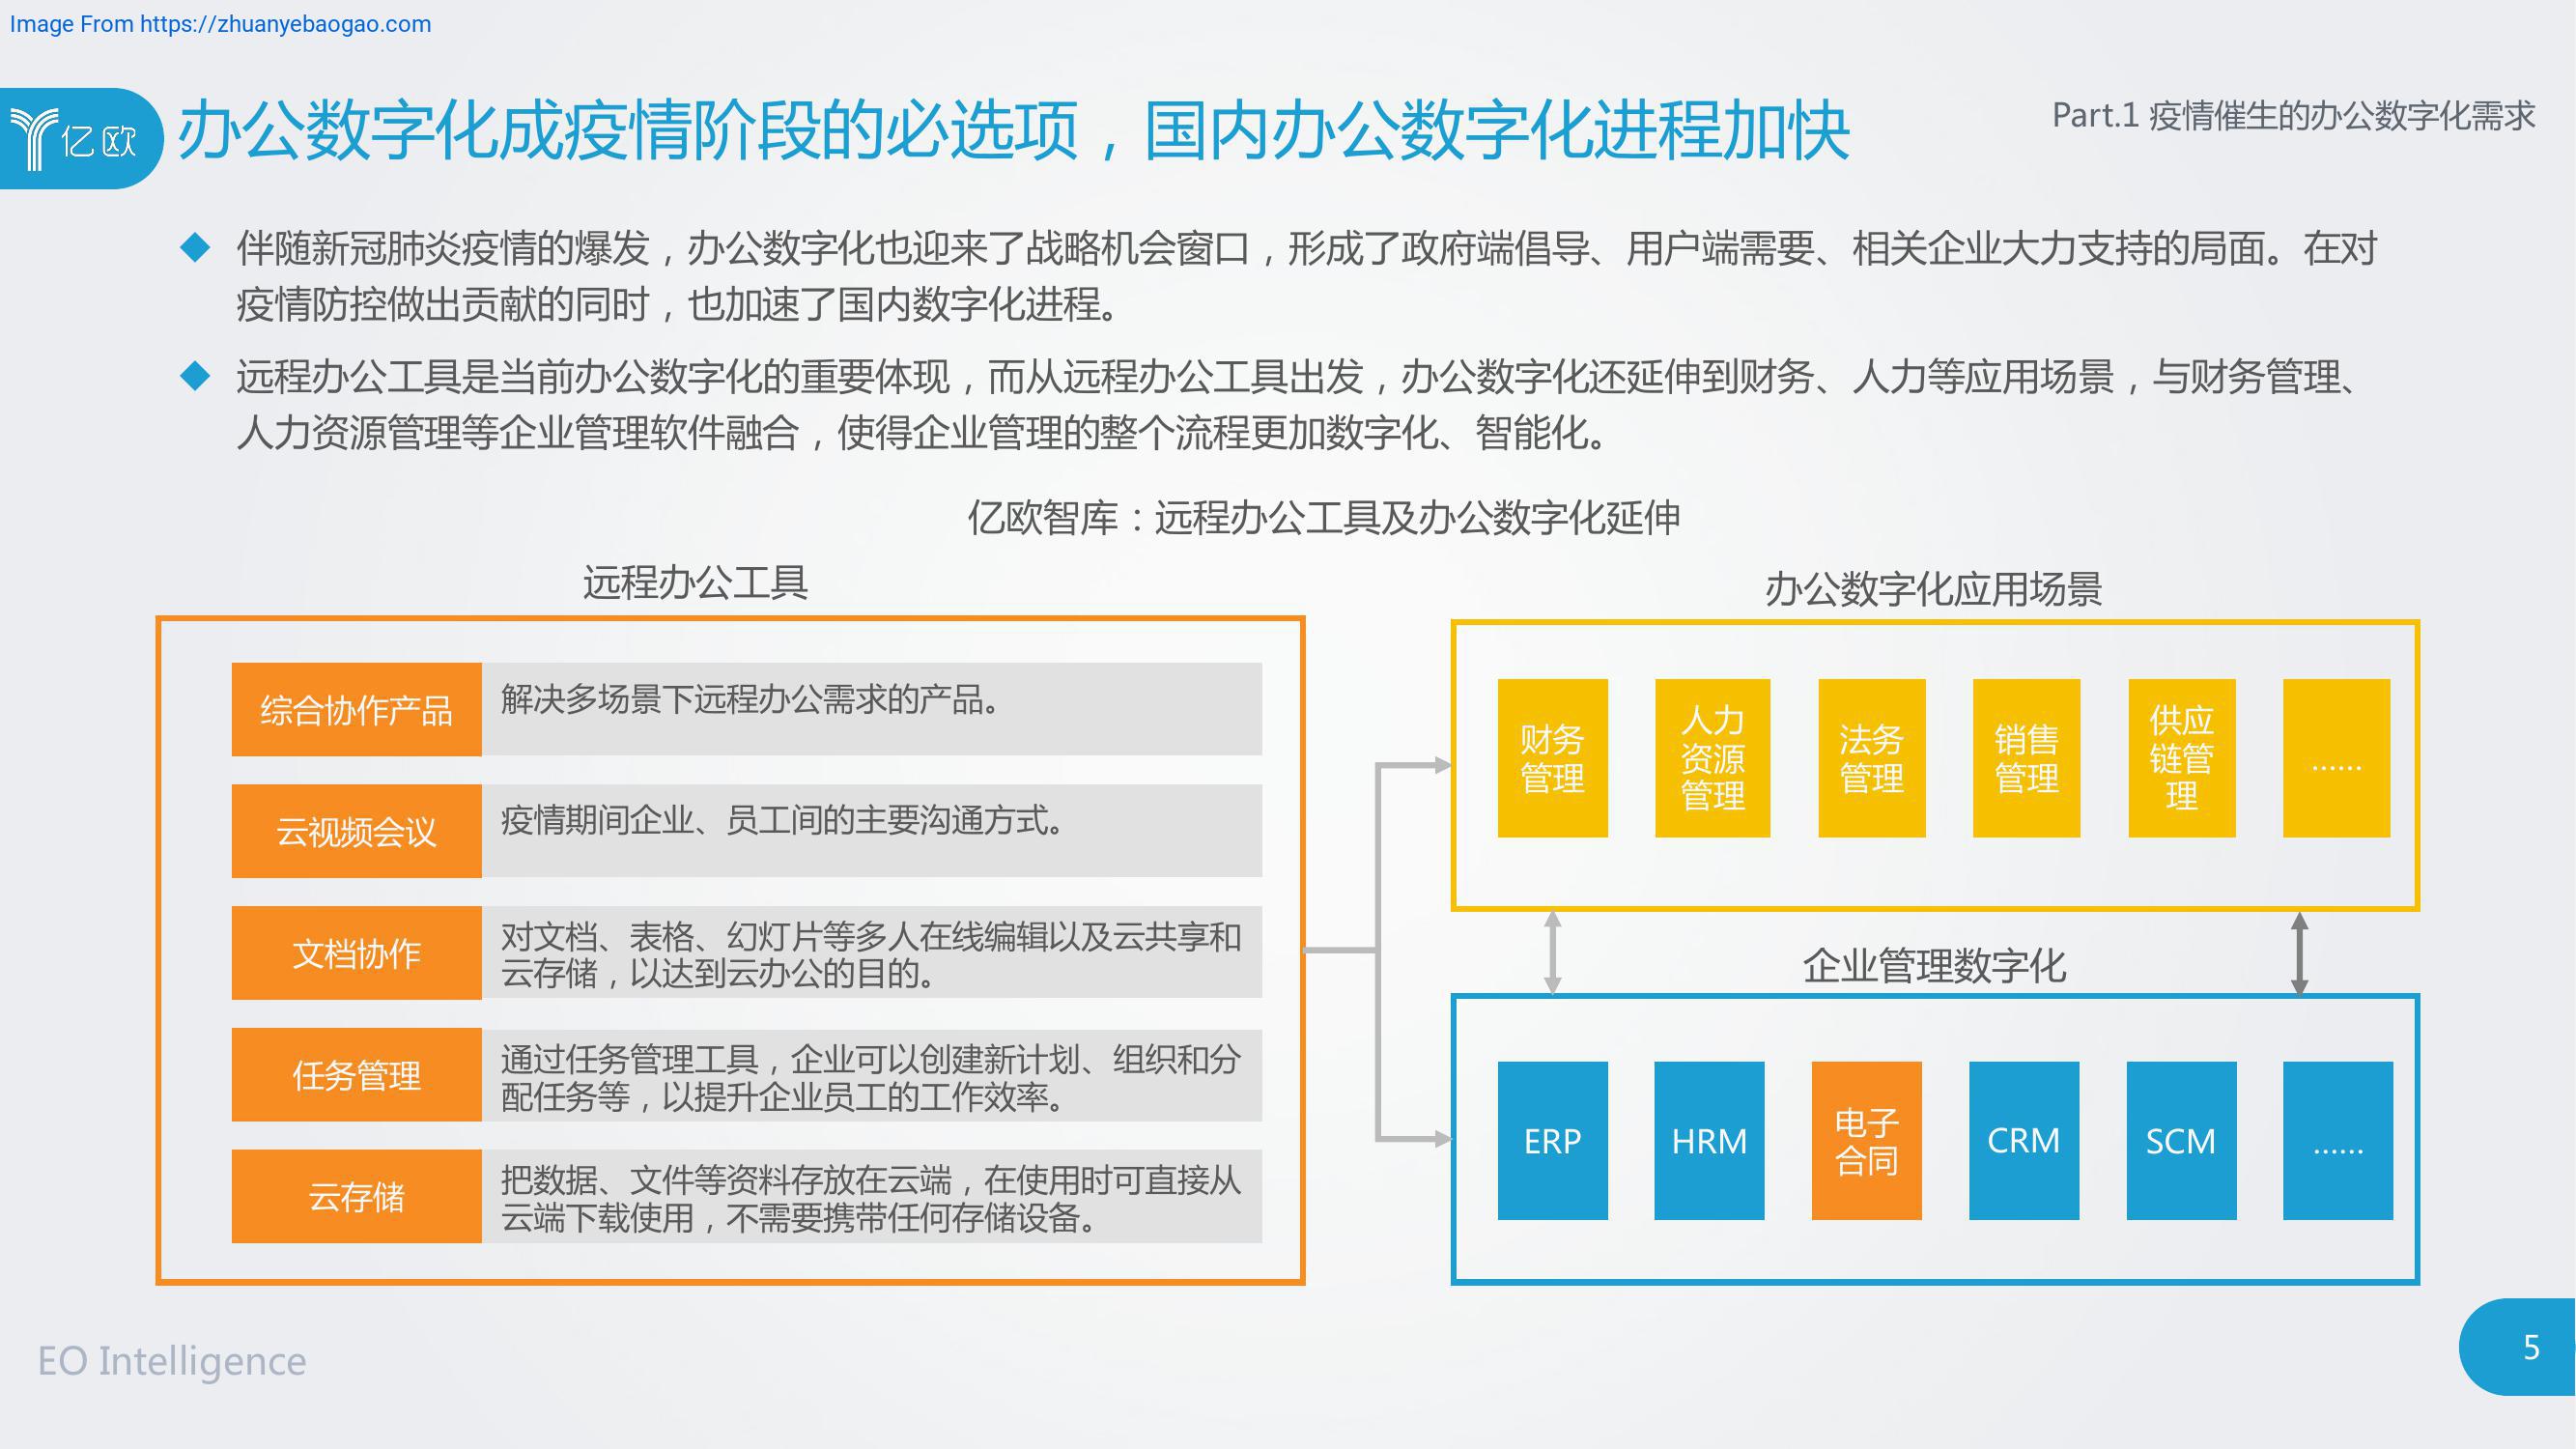 Image From https://zhuanyebaogao.com
亿欧
办公数字化成疫情阶段的必选项，国内办公数字化进程加快
Part.1 疫情催生的办公数字化需求
伴随新冠肺炎疫情的爆发，办公数字化也迎来了战略机会窗口，形成了政府端倡导、用户端需要、相关企业大力支持的局面。在对
疫情防控做出贡献的同时，也加速了国内数字化进程。
远程办公工具是当前办公数字化的重要体现，而从远程办公工具出发，办公数字化还延伸到财务、人力等应用场景，与财务管理、
人力资源管理等企业管理软件融合，使得企业管理的整个流程更加数字化、智能化。
亿欧智库：远程办公工具及办公数字化延伸
远程办公工具
综合协作产品
解决多场景下远程办公需求的产品。
云视频会议
疫情期间企业、员工间的主要沟通方式。
文档协作
对文档、表格、幻灯片等多人在线编辑以及云共享和
云存储，以达到云办公的目的。
任务管理
通过任务管理工具，企业可以创建新计划、组织和分
配任务等，以提升企业员工的工作效率。
云存储
把数据、文件等资料存放在云端，在使用时可直接从
云端下载使用，不需要携带任何存储设备。
办公数字化应用场景
财务
管理
人力
资源
管理
法务
管理
销售
管理
供应
链管
理
……
企业管理数字化
ERP
HRM
电子
合同
CRM
SCM
……
EO Intelligence
5